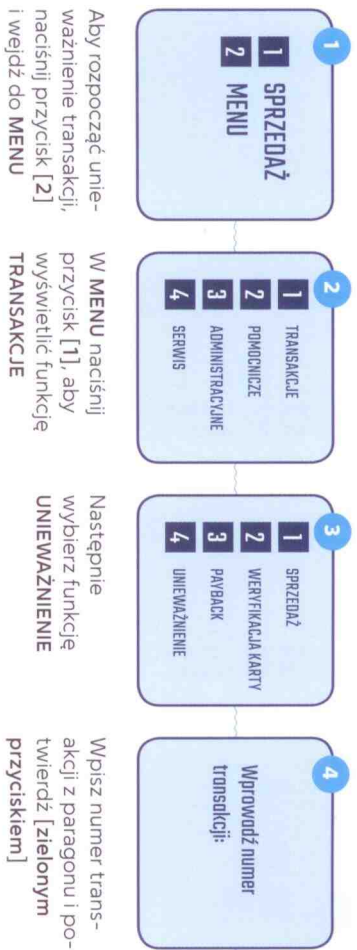 1
1 SPRZEDAŻ
2 MENU
Aby rozpocząć unie-
ważnienie transakcji,
naciśnij przycisk [2]
i wejdź do MENU
2
1 TRANSAKCJE
2 POMOCNICZE
3 ADMINISTRACYJNE
4 SERWIS
W MENU naciśnij
przycisk [1], aby
wyświetlić funkcję
TRANSAKCJE
3
1 SPRZEDAŻ
2 WERYFIKACJA KARTY
3 PAYBACK
4 UNIEWAŻNIENIE
Następnie
wybierz funkcję
UNIEWAŻNIENIE
4
Wprowadź numer
transakcji:
Wpisz numer trans-
akcji z paragonu i po-
twierdź [zielonym
przyciskiem]